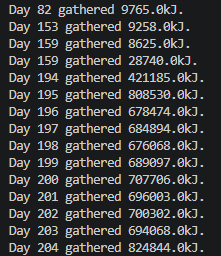 Day 82 gathered 9765.0kJ.
Day 153 gathered 9258.0kJ.
Day 159 gathered 8625.0kJ.
Day 159 gathered 28740.0kJ.
Day 194 gathered 421185.0kJ.
Day 195 gathered 808530.0kJ.
Day 196 gathered 678474.0kJ.
Day 197 gathered 684894.0kJ.
Day 198 gathered 676068.0kJ.
Day 199 gathered 689097.0kJ.
Day 200 gathered 707706.0kJ.
Day 201 gathered 696003.0kJ.
Day 202 gathered 700302.0kJ.
Day 203 gathered 694068.0kJ.
Day 204 gathered 824844.0kJ.